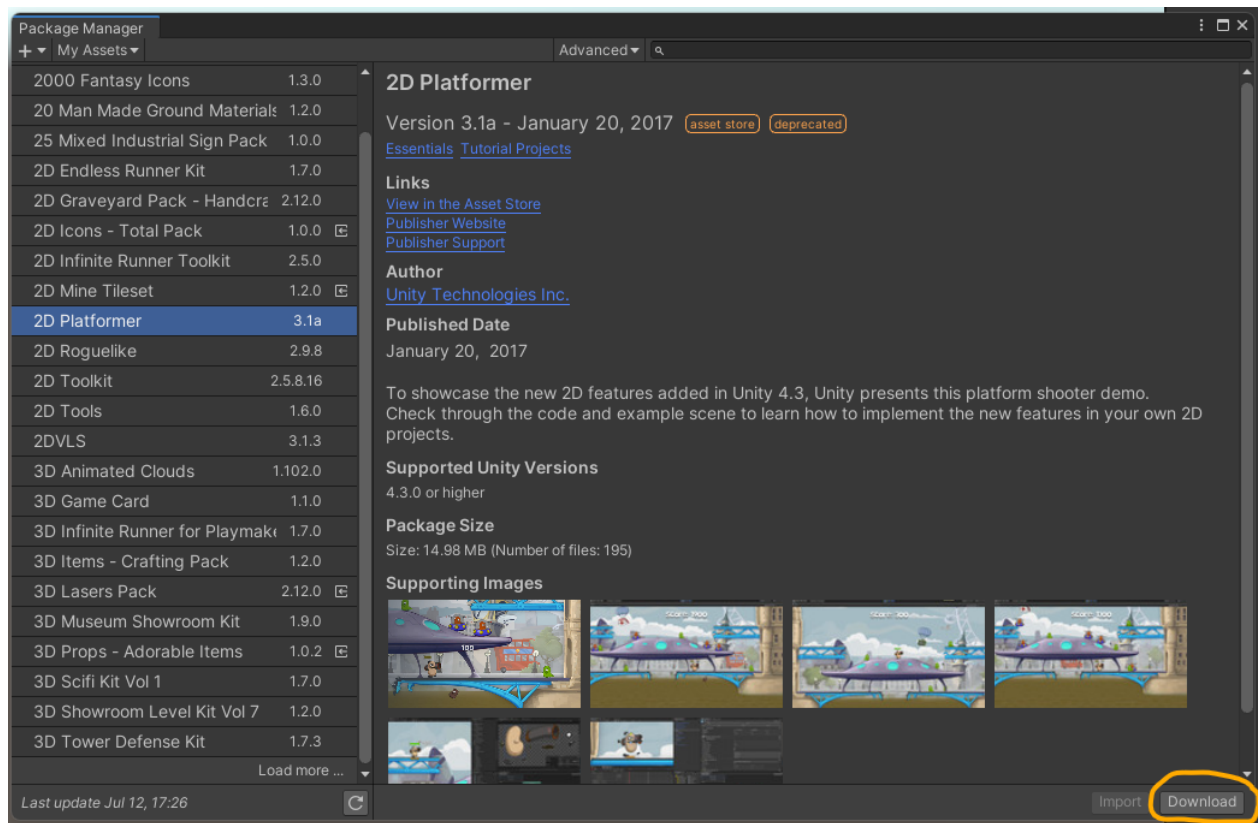 Package Manager
+ My Assets Advanced
2000 Fantasy Icons 1.3.0
20 Man Made Ground Materials 1.2.0
25 Mixed Industrial Sign Pack 1.0.0
2D Endless Runner Kit 1.7.0
2D Graveyard Pack - Handcra 2.12.0
2D Icons - Total Pack 1.0.0
2D Infinite Runner Toolkit 2.5.0
2D Mine Tileset 1.2.0
2D Platformer 3.1a
2D Roguelike 2.9.8
2D Toolkit 2.5.8.16
2D Tools 1.6.0
2DVLS 3.1.3
3D Animated Clouds 1.102.0
3D Game Card 1.1.0
3D Infinite Runner for Playmake 1.7.0
3D Items - Crafting Pack 1.2.0
3D Lasers Pack 2.12.0
3D Museum Showroom Kit 1.9.0
3D Props - Adorable Items 1.0.2
3D Scifi Kit Vol 1 1.7.0
3D Showroom Level Kit Vol 7 1.2.0
3D Tower Defense Kit 1.7.3
Load more ...
Last update Jul 12, 17:26
2D Platformer
Version 3.1a - January 20, 2017 asset store deprecated
Essentials Tutorial Projects
Links
View in the Asset Store
Publisher Website
Publisher Support
Author
Unity Technologies Inc.
Published Date
January 20, 2017
To showcase the new 2D features added in Unity 4.3, Unity presents this platform shooter demo.
Check through the code and example scene to learn how to implement the new features in your own 2D
projects.
Supported Unity Versions
4.3.0 or higher
Package Size
Size: 14.98 MB (Number of files: 195)
Supporting Images
100
Import Download